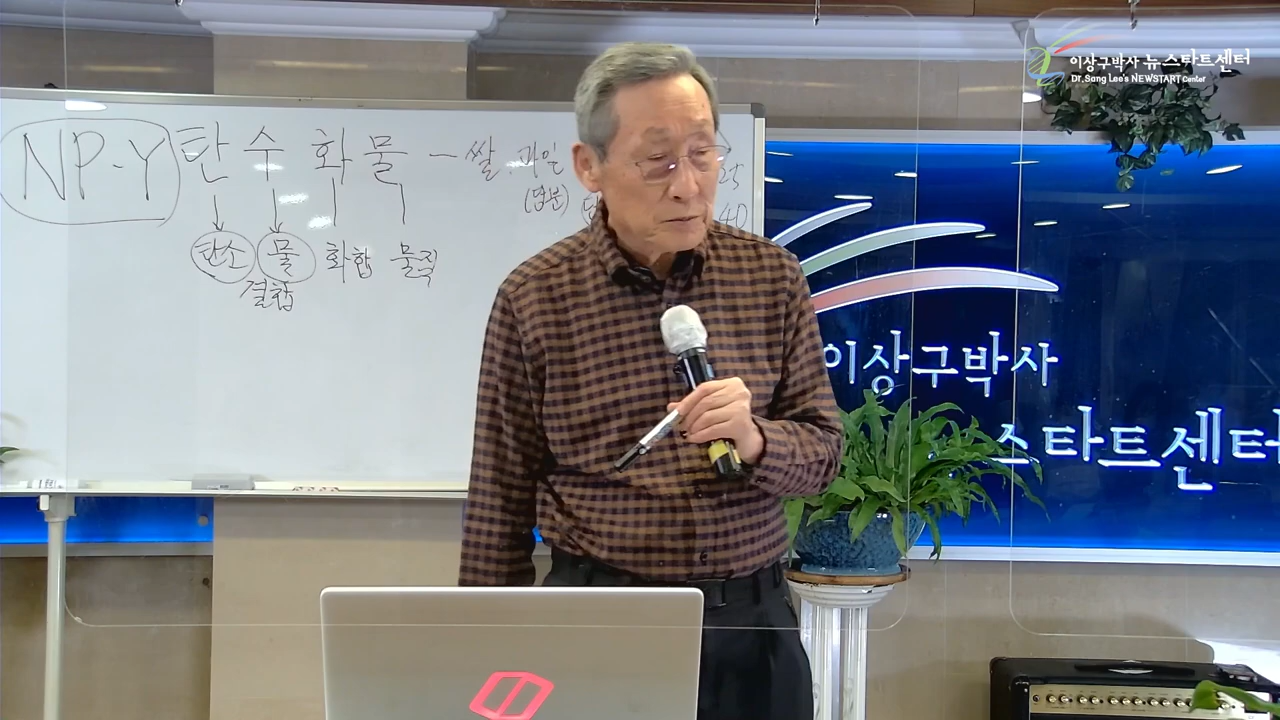 이상구박사 뉴스타트센터
Dr.Sang Lee's NEWSTART Center
NP-Y 탄수화물 - 쌀. 과일
(당분)
탄소 물 화합 물질
결합
25
40
이상구박사
스타트센터